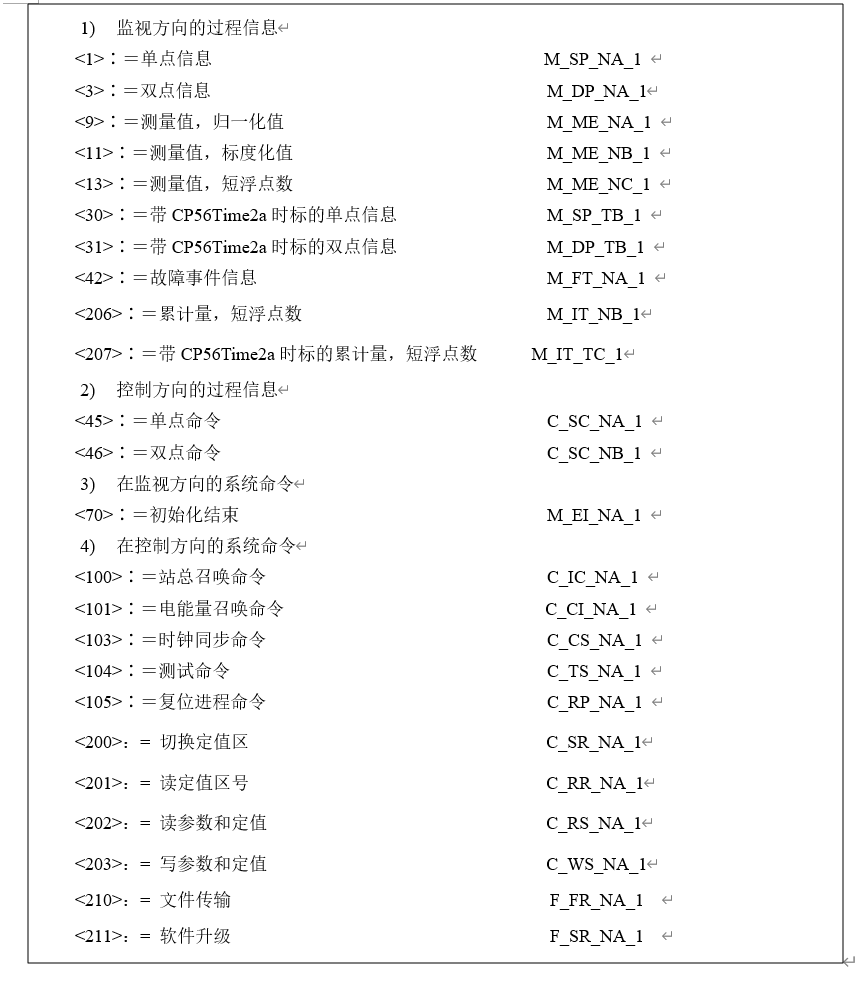 1) 监视方向的过程信息
<1>：＝单点信息 M_SP_NA_1
<3>：＝双点信息 M_DP_NA_1
<9>：＝测量值，归一化值 M_ME_NA_1
<11>：＝测量值，标度化值 M_ME_NB_1
<13>：＝测量值，短浮点数 M_ME_NC_1
<30>：＝带 CP56Time2a 时标的单点信息 M_SP_TB_1
<31>：＝带 CP56Time2a 时标的双点信息 M_DP_TB_1
<42>：＝故障事件信息 M_FT_NA_1
<206>：＝累计量，短浮点数 M_IT_NB_1
<207>：＝带 CP56Time2a 时标的累计量，短浮点数 M_IT_TC_1
2) 控制方向的过程信息
<45>：＝单点命令 C_SC_NA_1
<46>：＝双点命令 C_SC_NB_1
3) 在监视方向的系统命令
<70>：＝初始化结束 M_EI_NA_1
4) 在控制方向的系统命令
<100>：＝站总召唤命令 C_IC_NA_1
<101>：＝电能量召唤命令 C_CI_NA_1
<103>：＝时钟同步命令 C_CS_NA_1
<104>：＝测试命令 C_TS_NA_1
<105>：＝复位进程命令 C_RP_NA_1
<200>：= 切换定值区 C_SR_NA_1
<201>：= 读定值区号 C_RR_NA_1
<202>：= 读参数和定值 C_RS_NA_1
<203>：= 写参数和定值 C_WS_NA_1
<210>：= 文件传输 F_FR_NA_1
<211>：= 软件升级 F_SR_NA_1